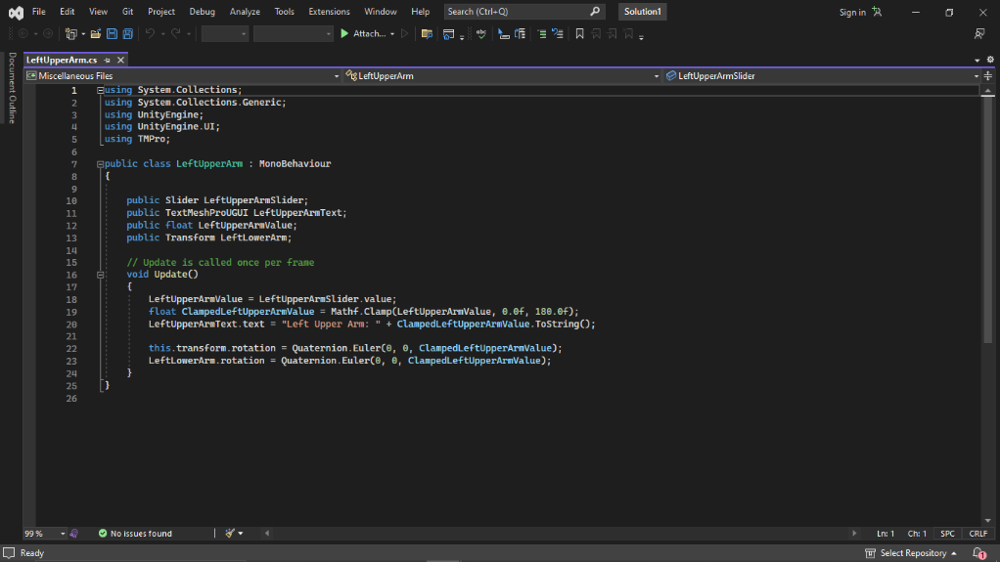 File Edit View Git Project Debug Analyze Tools Extensions Window Help Search (Ctrl+Q) Solution1 Sign in
Attach...
Document Outline
LeftUpperArm.cs
Miscellaneous Files LeftUpperArm LeftUpperArmSlider
1 using System.Collections;
2 using System.Collections.Generic;
3 using UnityEngine;
4 using UnityEngine.UI;
5 using TMPro;
6
7 public class LeftUpperArm : MonoBehaviour
8 {
9
10 public Slider LeftUpperArmSlider;
11 public TextMeshProUGUI LeftUpperArmText;
12 public float LeftUpperArmValue;
13 public Transform LeftLowerArm;
14
15 // Update is called once per frame
16 void Update()
17 {
18 LeftUpperArmValue = LeftUpperArmSlider.value;
19 float ClampedLeftUpperArmValue = Mathf.Clamp(LeftUpperArmValue, 0.0f, 180.0f);
20 LeftUpperArmText.text = "Left Upper Arm: " + ClampedLeftUpperArmValue.ToString();
21
22 this.transform.rotation = Quaternion.Euler(0, 0, ClampedLeftUpperArmValue);
23 LeftLowerArm.rotation = Quaternion.Euler(0, 0, ClampedLeftUpperArmValue);
24 }
25 }
26
99 % No issues found Ln: 1 Ch: 1 SPC CRLF
Ready Select Repository 1